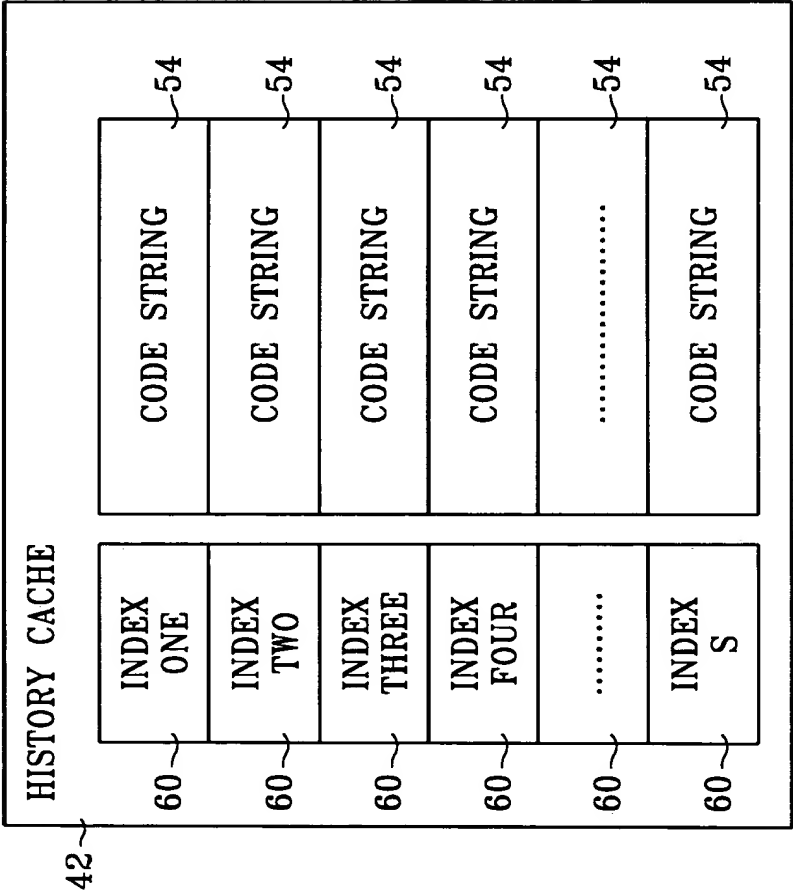 42
HISTORY CACHE
60
INDEX
ONE
CODE STRING
54
60
INDEX
TWO
CODE STRING
54
60
INDEX
THREE
CODE STRING
54
60
INDEX
FOUR
CODE STRING
54
60
..........
....................
54
60
INDEX
S
CODE STRING
54